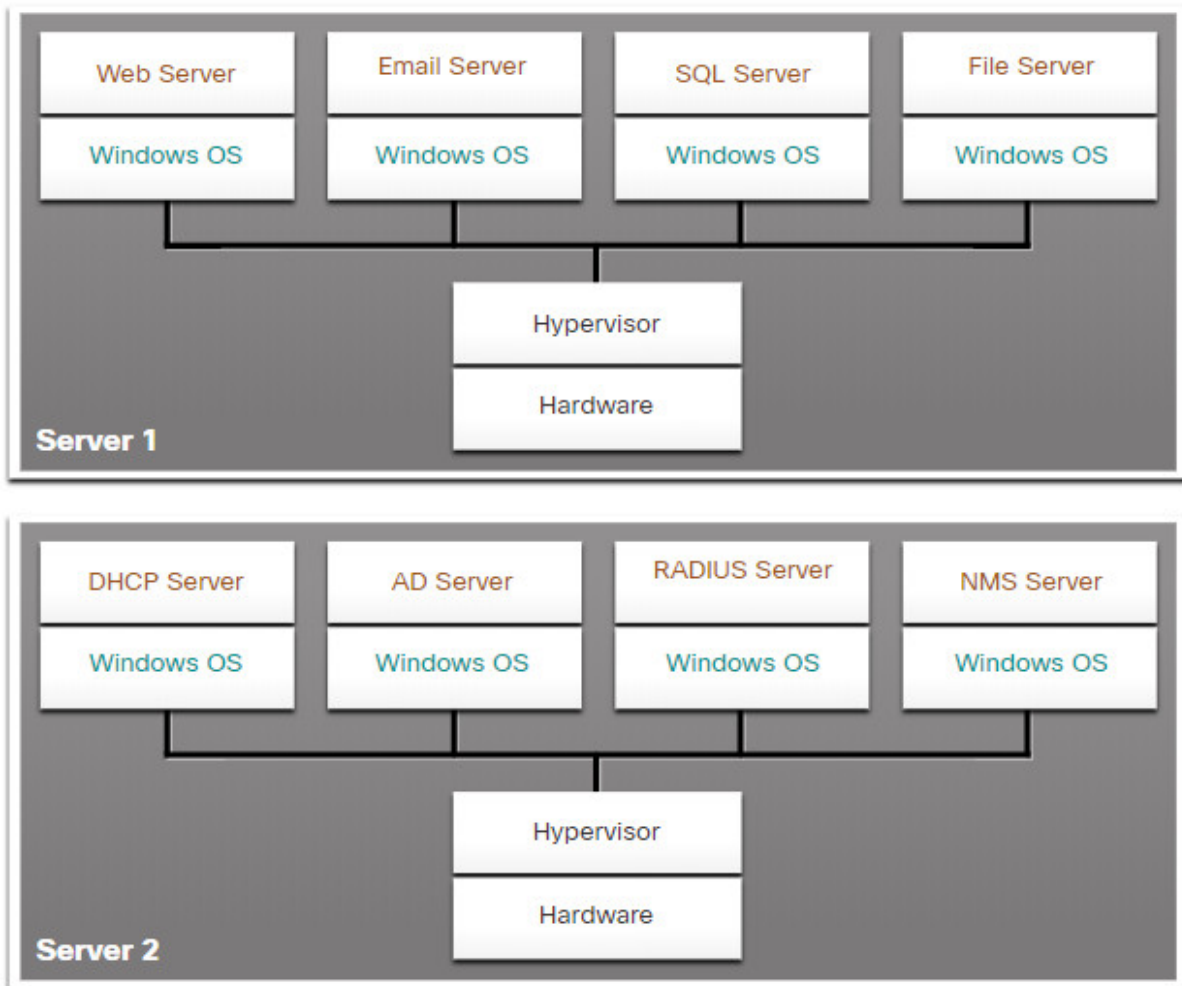 Web Server
Email Server
SQL Server
File Server
Windows OS
Windows OS
Windows OS
Windows OS
Hypervisor
Hardware
Server 1
DHCP Server
AD Server
RADIUS Server
NMS Server
Windows OS
Windows OS
Windows OS
Windows OS
Hypervisor
Hardware
Server 2